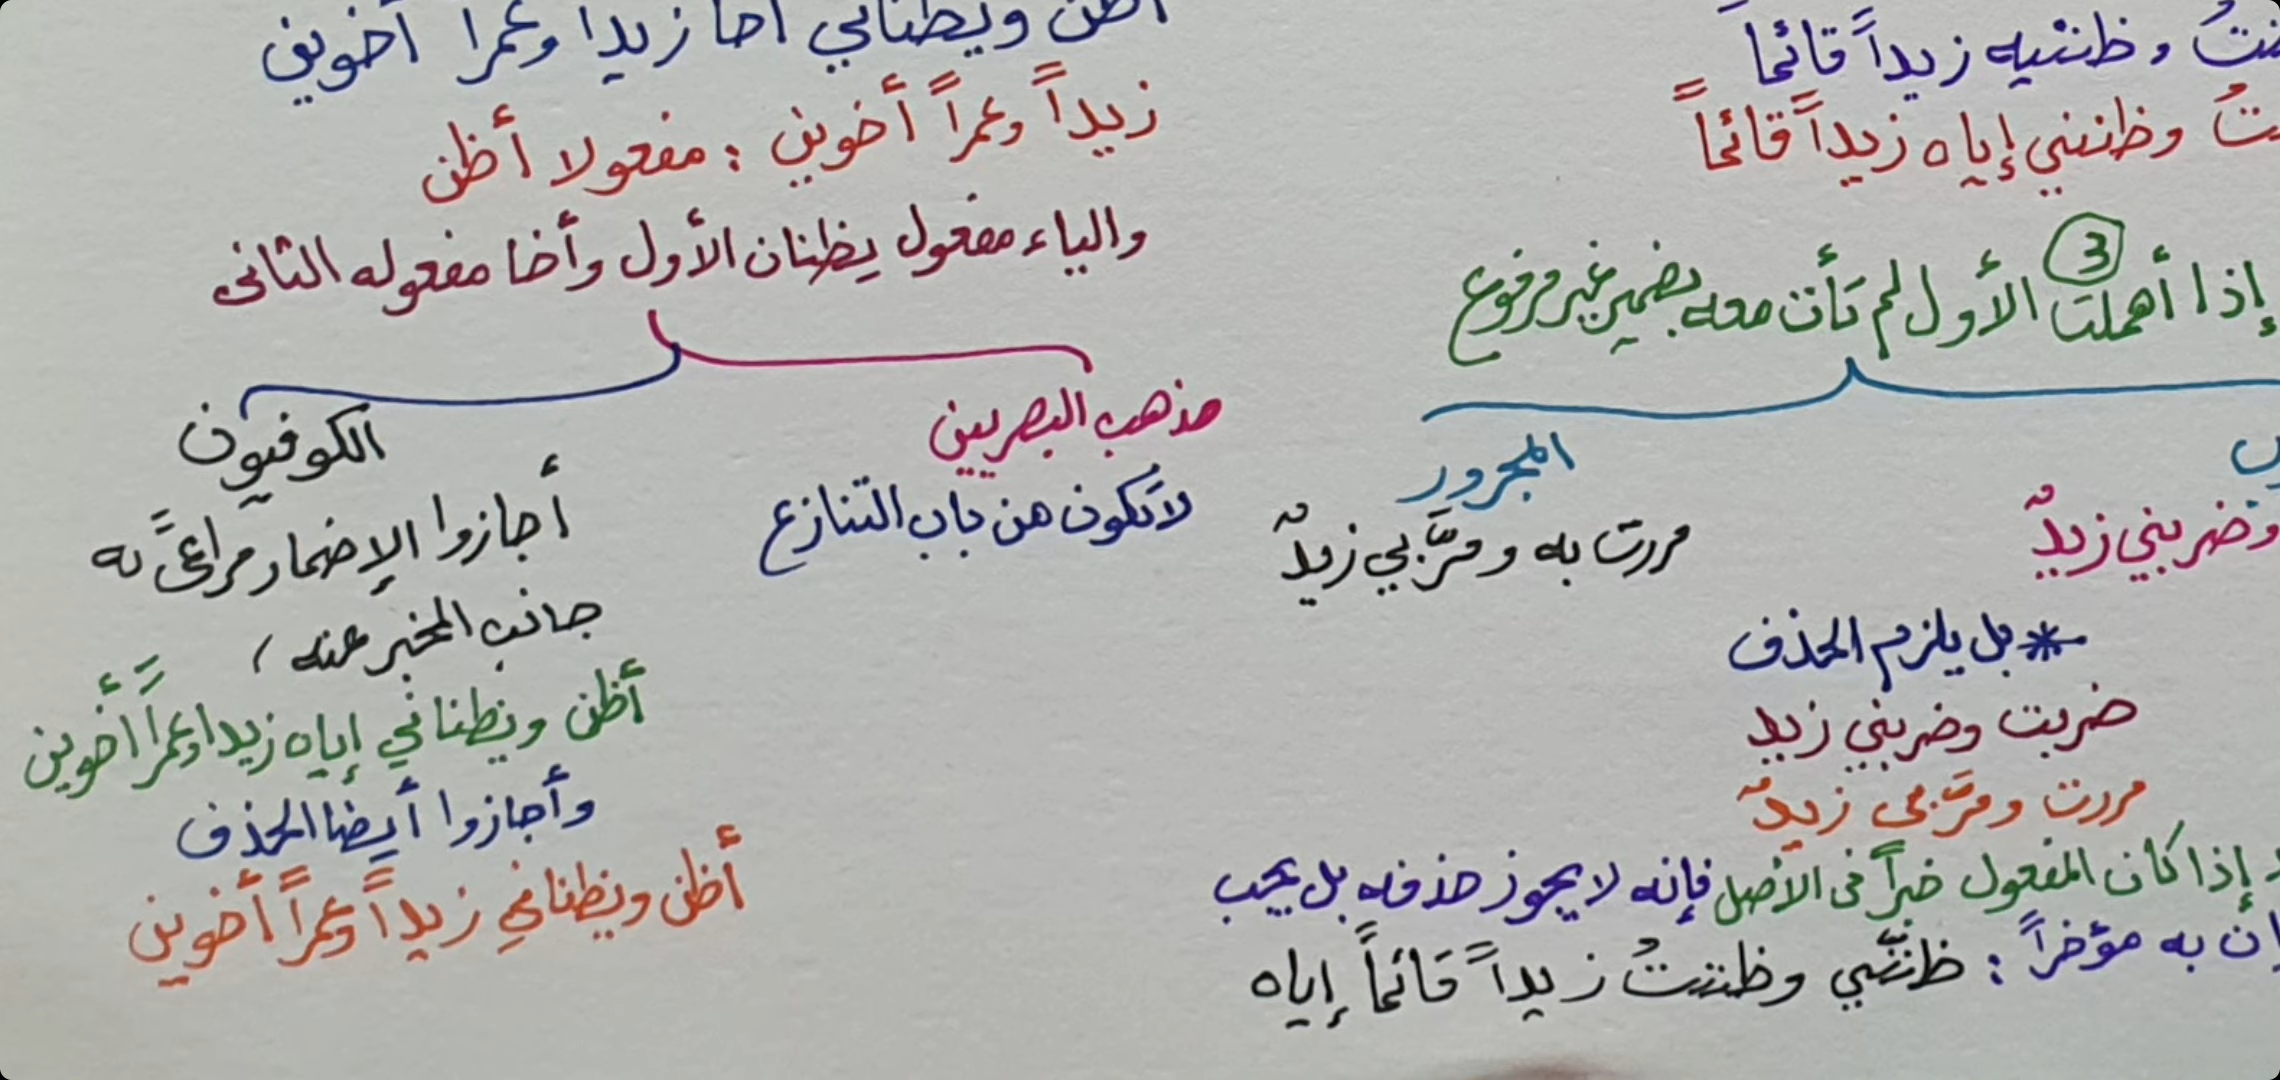 وظننيه زيداً قائماً
وظننني إياه زيداً قائماً
3
إذا أهملت الأول لم تأت معه بضمير غير مرفوع
المجرور
وضربني زيدٌ
مررت به ومرَّ بي زيدٌ
* بل يلزم الحذف
ضربت وضربني زيد
مررت ومرَّ بي زيدٌ
إذا كان المفعول خبراً في الأصل فإنه لا يجوز حذفه بل يجب
به مؤخراً : ظننّي وظننتُ زيداً قائماً إياه
أظن ويظناني أخا زيدا وعمرا أخوين
زيداً وعمراً أخوين : مفعولا أظن
والياء مفعول يظنان الأول وأخا مفعوله الثاني
مذهب البصريين
لا تكون من باب التنازع
الكوفيون
أجازوا الإضمار مراعىً به
جانب المخبر عنه ،
أظن ويظناني إياه زيدا وعمراً أخوين
وأجازوا أيضا الحذف
أظن ويظناني زيداً وعمراً أخوين